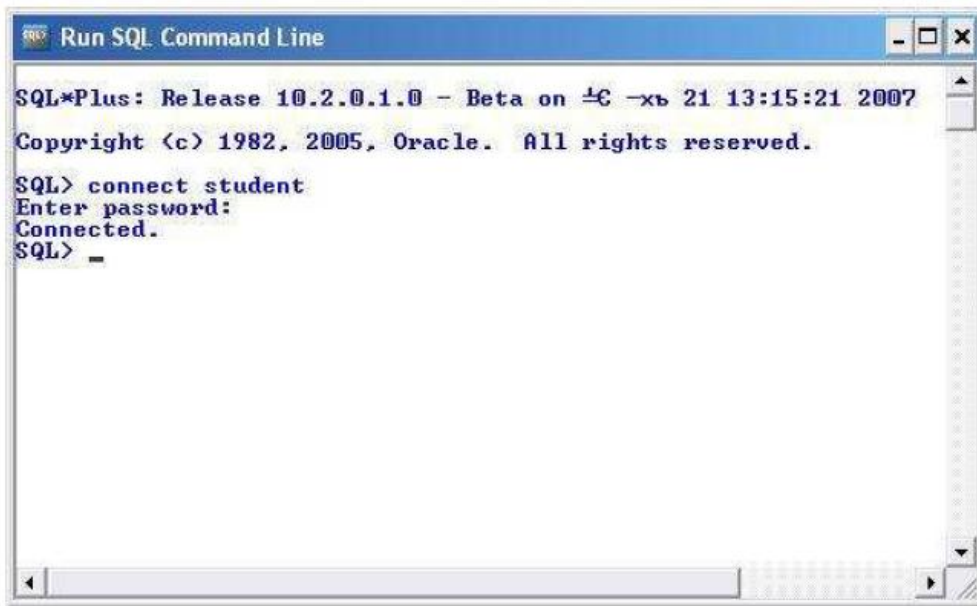 Run SQL Command Line
SQL*Plus: Release 10.2.0.1.0 - Beta on ╧Є -хъ 21 13:15:21 2007
Copyright (c) 1982, 2005, Oracle. All rights reserved.
SQL> connect student
Enter password:
Connected.
SQL> _